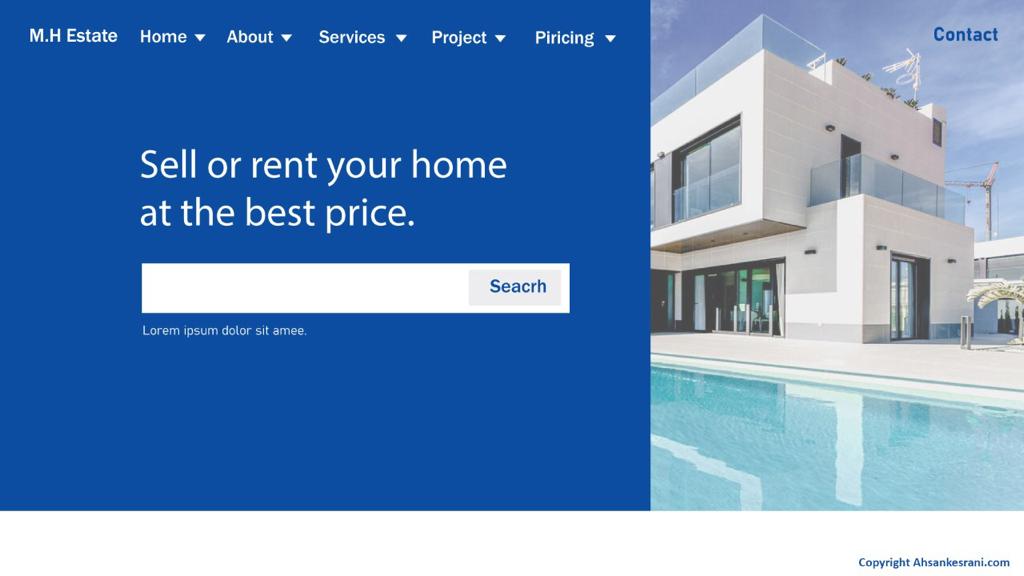 M.H Estate Home About Services Project Piricing Contact
Sell or rent your home
at the best price.
Seacrh
Lorem ipsum dolor sit amee.
Copyright Ahsankesrani.com